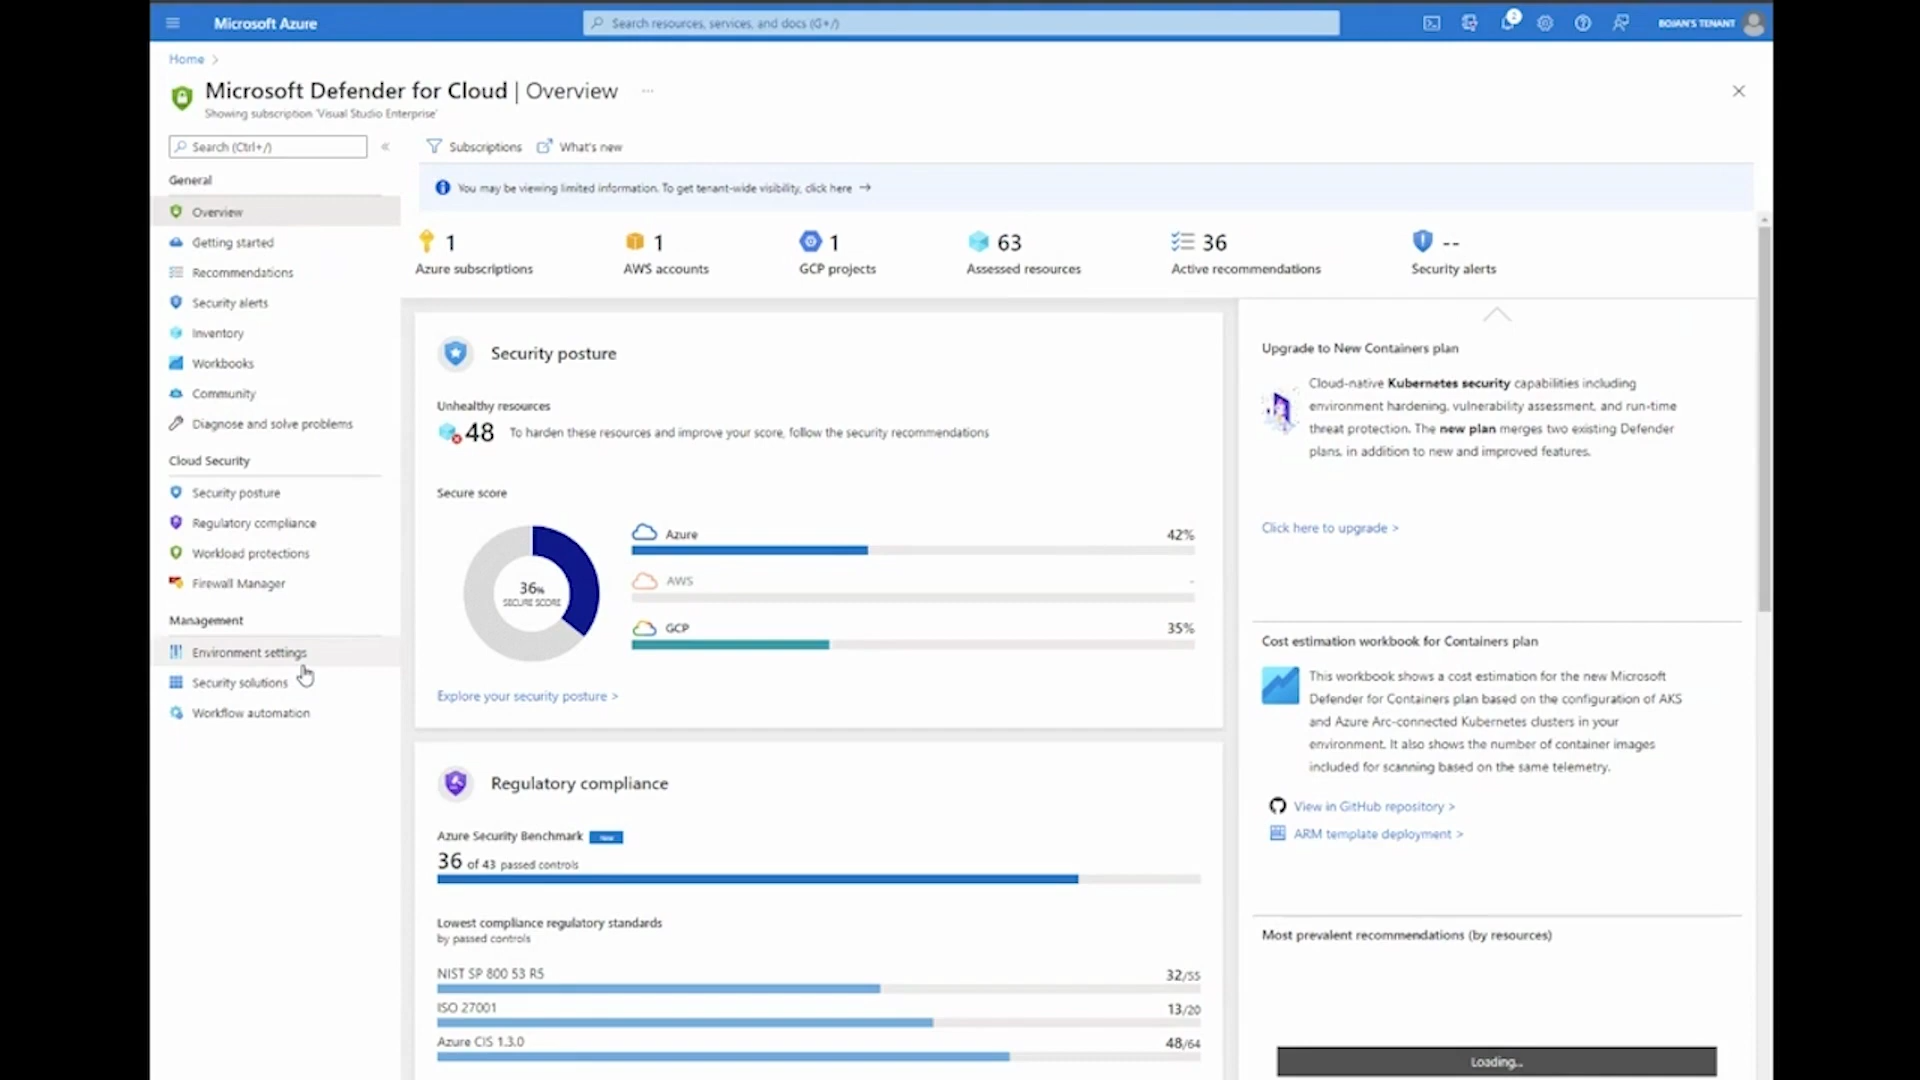 Microsoft Azure
Search resources, services, and docs (G+/)
2
BOJAN'S TENANT
Home
Microsoft Defender for Cloud | Overview
Showing subscription 'Visual Studio Enterprise'
Search (Ctrl+/)
Subscriptions
What's new
General
Overview
Getting started
Recommendations
Security alerts
Inventory
Workbooks
Community
Diagnose and solve problems
Cloud Security
Security posture
Regulatory compliance
Workload protections
Firewall Manager
Management
Environment settings
Security solutions
Workflow automation
You may be viewing limited information. To get tenant-wide visibility, click here →
1
Azure subscriptions
1
AWS accounts
1
GCP projects
63
Assessed resources
36
Active recommendations
--
Security alerts
Security posture
Unhealthy resources
48 To harden these resources and improve your score, follow the security recommendations
Secure score
36%
SECURE SCORE
Azure 42%
AWS -
GCP 35%
Explore your security posture >
Regulatory compliance
Azure Security Benchmark New
36 of 43 passed controls
Lowest compliance regulatory standards
by passed controls
NIST SP 800 53 R5 32/55
ISO 27001 13/20
Azure CIS 1.3.0 48/64
Upgrade to New Containers plan
Cloud-native Kubernetes security capabilities including
environment hardening, vulnerability assessment, and run-time
threat protection. The new plan merges two existing Defender
plans, in addition to new and improved features.
Click here to upgrade >
Cost estimation workbook for Containers plan
This workbook shows a cost estimation for the new Microsoft
Defender for Containers plan based on the configuration of AKS
and Azure Arc-connected Kubernetes clusters in your
environment. It also shows the number of container images
included for scanning based on the same telemetry.
View in GitHub repository >
ARM template deployment >
Most prevalent recommendations (by resources)
Loading...